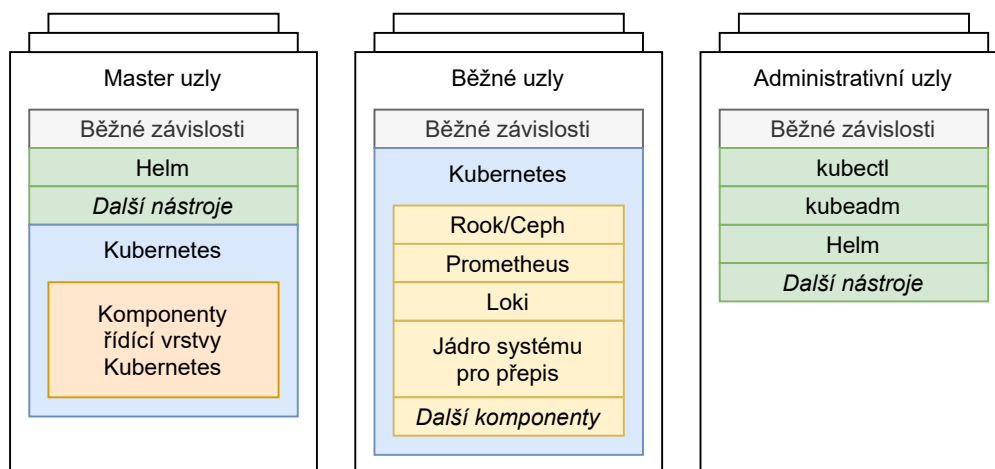 Master uzly
Běžné závislosti
Helm
Další nástroje
Kubernetes
Komponenty
řídící vrstvy
Kubernetes
Běžné uzly
Běžné závislosti
Kubernetes
Rook/Ceph
Prometheus
Loki
Jádro systému
pro přepis
Další komponenty
Administrativní uzly
Běžné závislosti
kubectl
kubeadm
Helm
Další nástroje